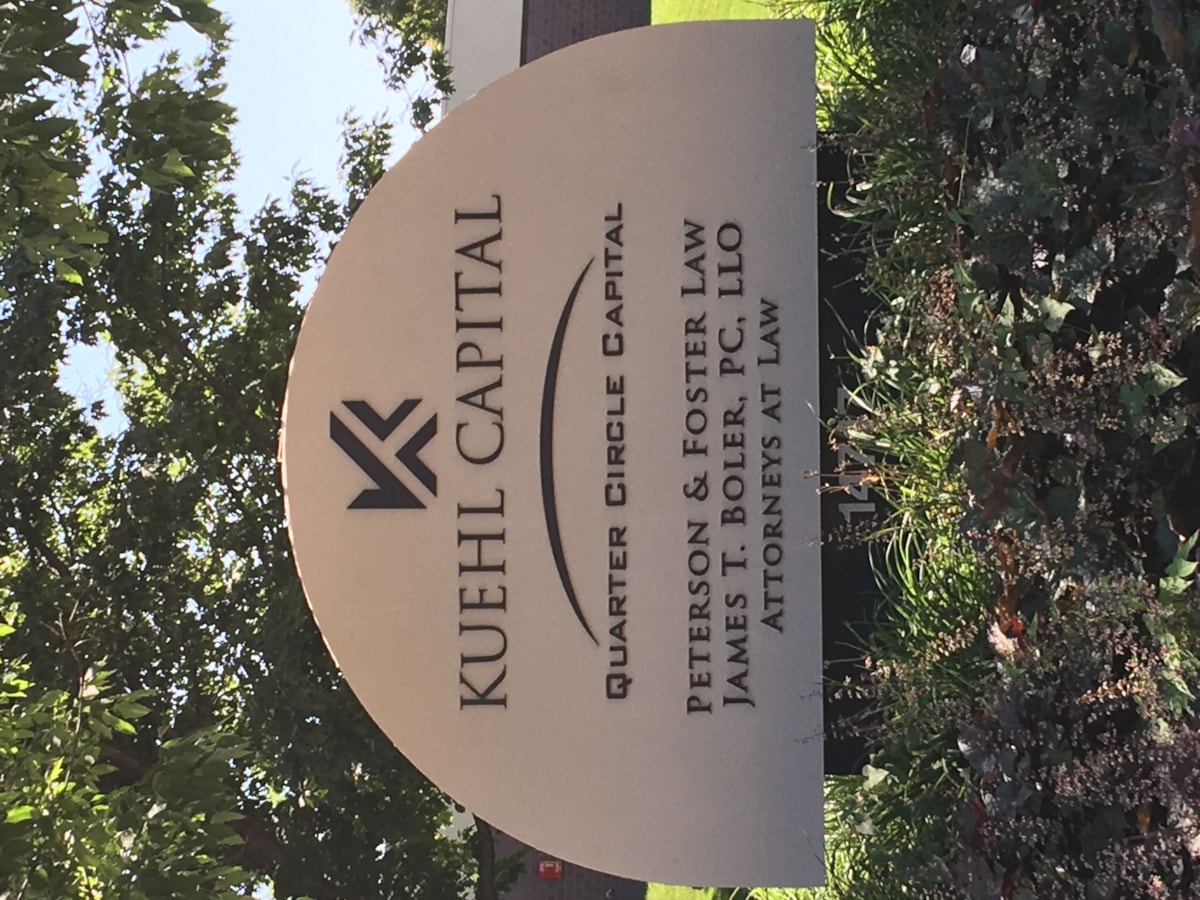 KUEHL CAPITAL
QUARTER CIRCLE CAPITAL
PETERSON & FOSTER LAW
JAMES T. BOLER, PC, LLO
ATTORNEYS AT LAW